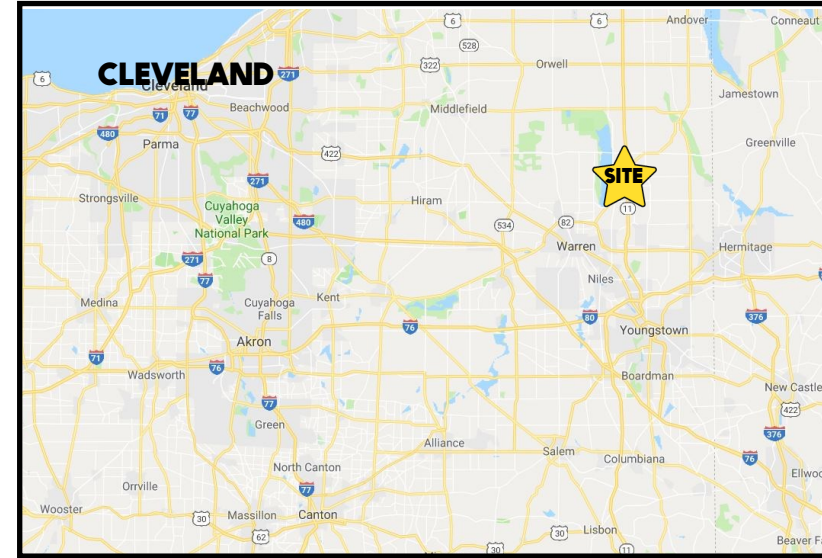 6
6
Andover
Conneaut
528
CLEVELAND
271
322
Orwell
6
Cleveland
Jamestown
71
77
Beachwood
Middlefield
480
Parma
422
Greenville
271
SITE
Strongsville
Cuyahoga
Valley
National Park
Hiram
11
480
534
82
Warren
Hermitage
271
8
77
Niles
Medina
Cuyahoga
Falls
Kent
76
80
376
Akron
Youngstown
71
76
Wadsworth
Boardman
77
New Castle
422
Green
376
Alliance
Salem
Columbiana
76
North Canton
Ellwoo
Orrville
77
Wooster
30
Massillon
Canton
62
30
Lisbon
30
11
Beaver Fa